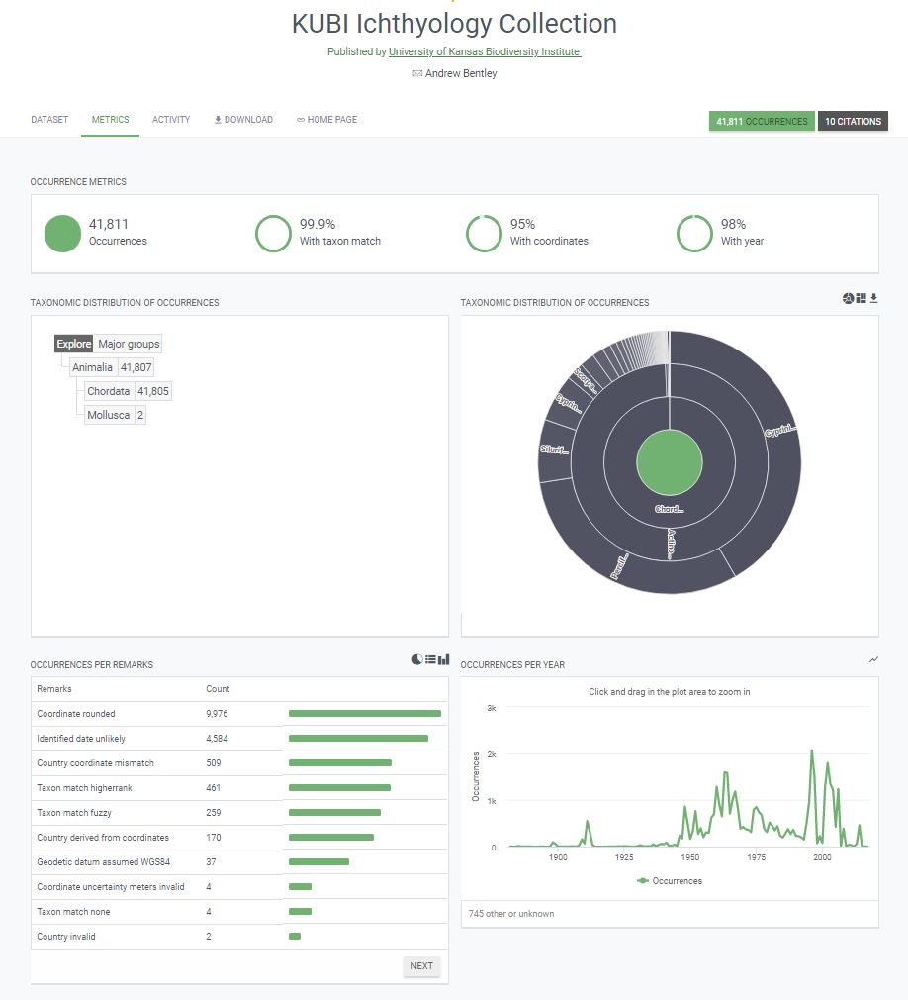 KUBI Ichthyology Collection
Published by University of Kansas Biodiversity Institute
Andrew Bentley
DATASET METRICS ACTIVITY DOWNLOAD HOME PAGE
41,811 OCCURRENCES 10 CITATIONS
OCCURRENCE METRICS
41,811
Occurrences
99.9%
With taxon match
95%
With coordinates
98%
With year
TAXONOMIC DISTRIBUTION OF OCCURRENCES
Explore Major groups
Animalia 41,807
Chordata 41,805
Mollusca 2
TAXONOMIC DISTRIBUTION OF OCCURRENCES
Scorpa...
Cyprin...
Silurif...
Cyprini...
Chord...
Actino...
Percif...
OCCURRENCES PER REMARKS
Remarks Count
Coordinate rounded 9,976
Identified date unlikely 4,584
Country coordinate mismatch 509
Taxon match higherrank 461
Taxon match fuzzy 259
Country derived from coordinates 170
Geodetic datum assumed WGS84 37
Coordinate uncertainty meters invalid 4
Taxon match none 4
Country invalid 2
NEXT
OCCURRENCES PER YEAR
Click and drag in the plot area to zoom in
Occurrences
3k
2k
1k
0
1900 1925 1950 1975 2000
Occurrences
745 other or unknown